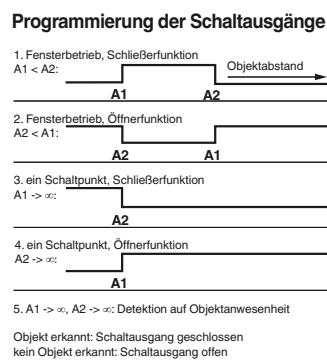 Programmierung der Schaltausgänge
1. Fensterbetrieb, Schließerfunktion
A1 < A2:
Objektabstand
A1 A2
2. Fensterbetrieb, Öffnerfunktion
A2 < A1:
A2 A1
3. ein Schaltpunkt, Schließerfunktion
A1 -> ∞:
A2
4. ein Schaltpunkt, Öffnerfunktion
A2 -> ∞:
A1
5. A1 -> ∞, A2 -> ∞: Detektion auf Objektanwesenheit
Objekt erkannt: Schaltausgang geschlossen
kein Objekt erkannt: Schaltausgang offen